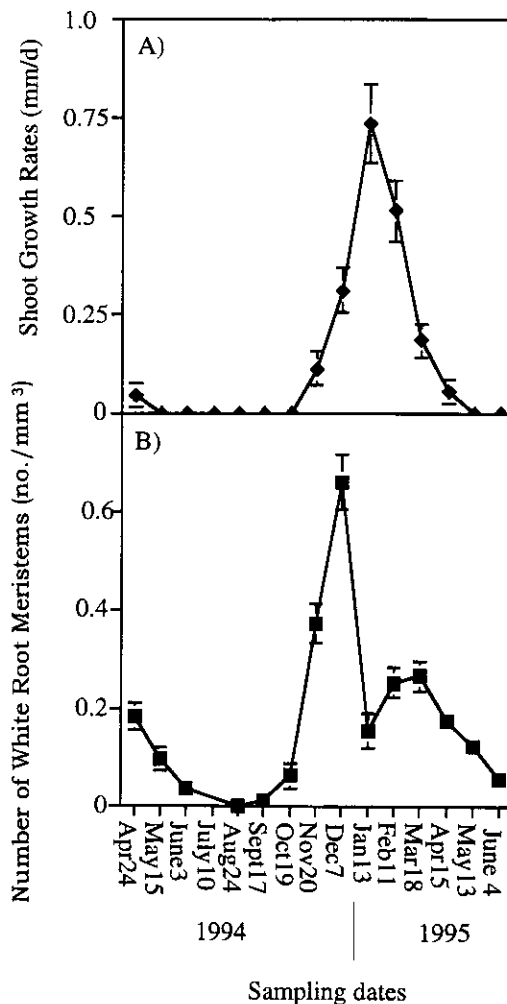 Shoot Growth Rates (mm/d)
1.0
0.75
0.5
0.25
0
A)
Number of White Root Meristems (no./mm³)
0.6
0.4
0.2
0
B)
Apr24
May15
June3
July10
Aug24
Sept17
Oct19
Nov20
Dec7
Jan13
Feb11
Mar18
Apr15
May13
June 4
1994
1995
Sampling dates